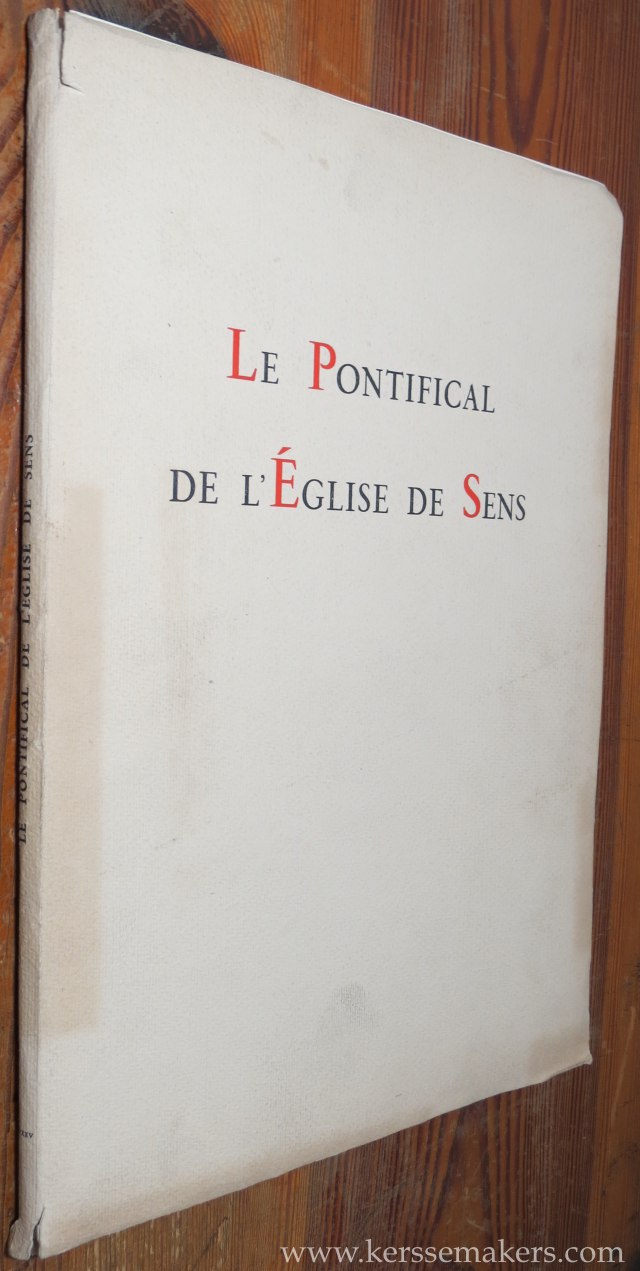 Le Pontifical
de l'Église de Sens
LE PONTIFICAL DE L'ÉGLISE DE SENS
www.kerssemakers.com